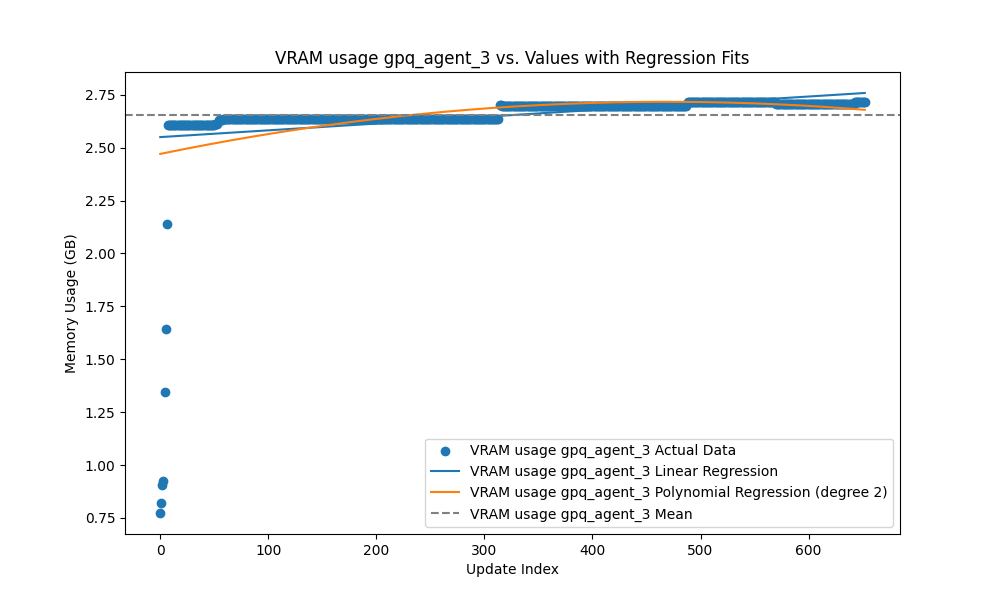 VRAM usage gpq_agent_3 vs. Values with Regression Fits
Memory Usage (GB)
2.75
2.50
2.25
2.00
1.75
1.50
1.25
1.00
0.75
VRAM usage gpq_agent_3 Actual Data
VRAM usage gpq_agent_3 Linear Regression
VRAM usage gpq_agent_3 Polynomial Regression (degree 2)
VRAM usage gpq_agent_3 Mean
0 100 200 300 400 500 600
Update Index